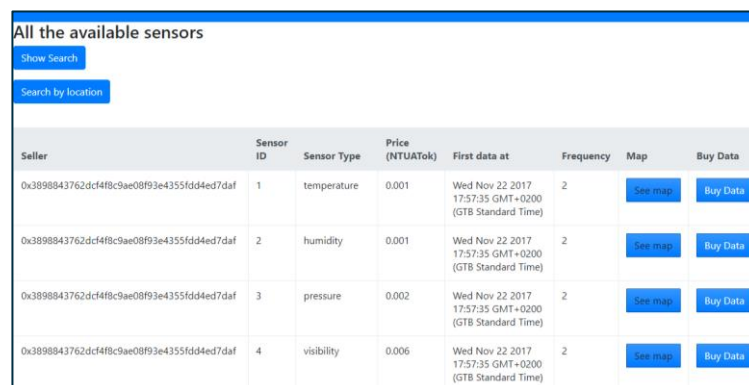 All the available sensors
Show Search
Search by location
Seller Sensor ID Sensor Type Price (NTUATok) First data at Frequency Map Buy Data
0x3898843762dcf4f8c9ae08f93e4355fdd4ed7daf 1 temperature 0.001 Wed Nov 22 2017 17:57:35 GMT+0200 (GTB Standard Time) 2 See map Buy Data
0x3898843762dcf4f8c9ae08f93e4355fdd4ed7daf 2 humidity 0.001 Wed Nov 22 2017 17:57:35 GMT+0200 (GTB Standard Time) 2 See map Buy Data
0x3898843762dcf4f8c9ae08f93e4355fdd4ed7daf 3 pressure 0.002 Wed Nov 22 2017 17:57:35 GMT+0200 (GTB Standard Time) 2 See map Buy Data
0x3898843762dcf4f8c9ae08f93e4355fdd4ed7daf 4 visibility 0.006 Wed Nov 22 2017 17:57:35 GMT+0200 (GTB Standard Time) 2 See map Buy Data